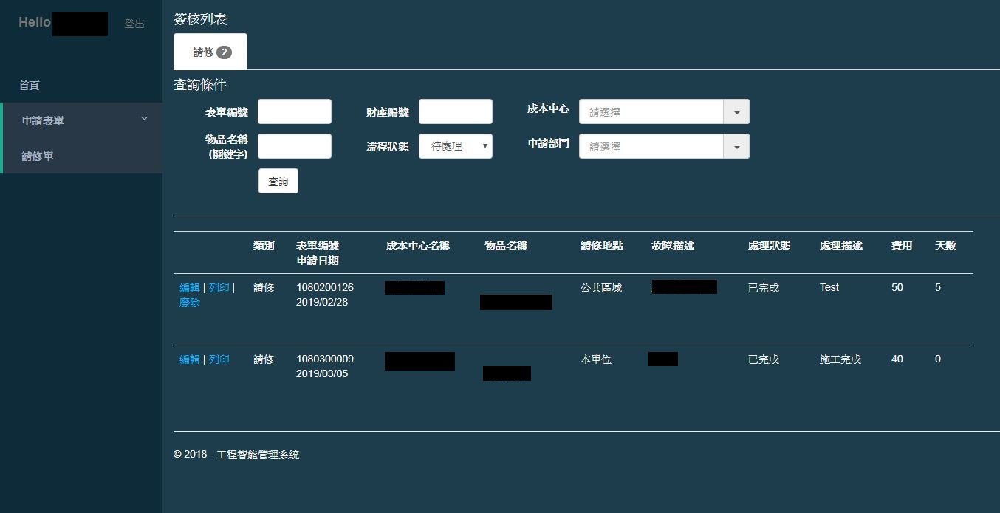 Hello 登出
首頁
申請表單
請修單
簽核列表
請修 2
查詢條件
表單編號 財產編號 成本中心 請選擇
物品名稱 (關鍵字) 流程狀態 待處理 申請部門 請選擇
查詢
類別 表單編號 成本中心名稱 物品名稱 請修地點 故障描述 處理狀態 處理描述 費用 天數
申請日期
編輯 | 列印 | 請修 1080200126 公共區域 已完成 Test 50 5
廢除 2019/02/28
編輯 | 列印 請修 1080300009 本單位 已完成 施工完成 40 0
2019/03/05
© 2018 - 工程智能管理系統